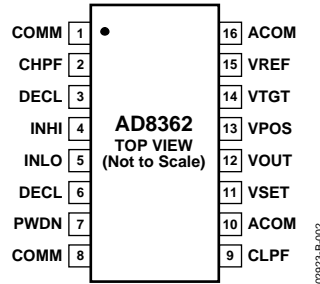 COMM 1
CHPF 2
DECL 3
INHI 4
INLO 5
DECL 6
PWDN 7
COMM 8
AD8362
TOP VIEW
(Not to Scale)
16 ACOM
15 VREF
14 VTGT
13 VPOS
12 VOUT
11 VSET
10 ACOM
9 CLPF
02923-B-002